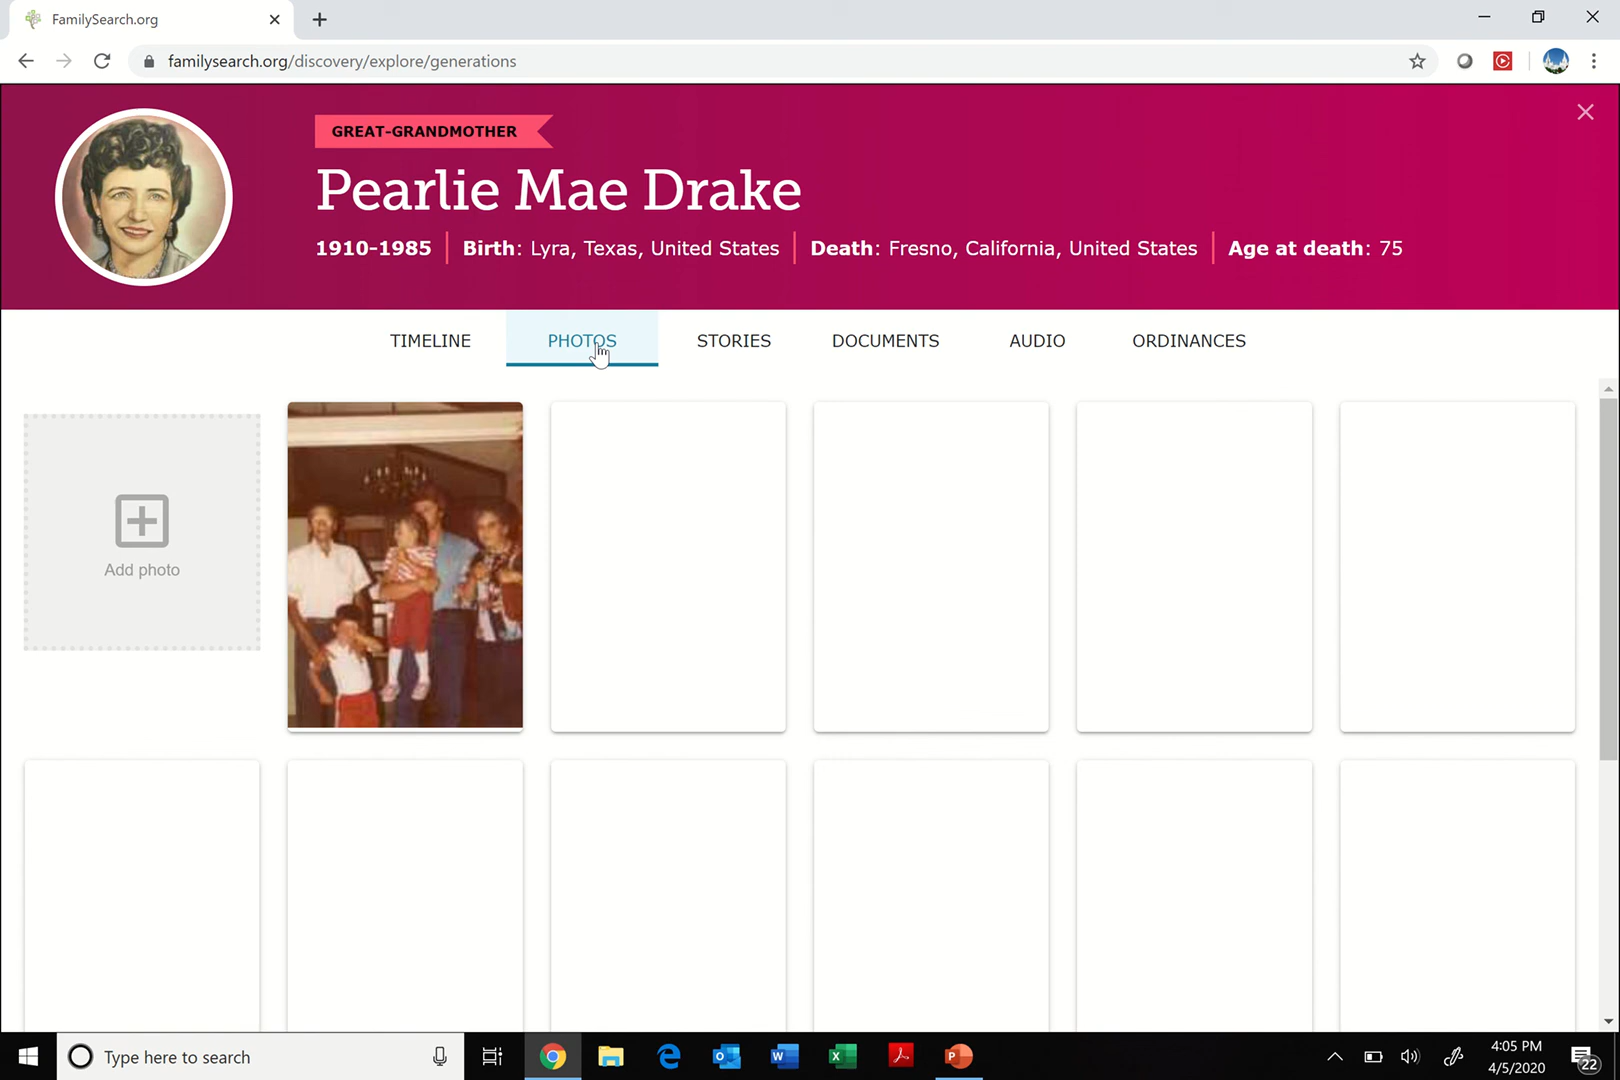 FamilySearch.org
familysearch.org/discovery/explore/generations
GREAT-GRANDMOTHER
Pearlie Mae Drake
1910-1985 Birth: Lyra, Texas, United States Death: Fresno, California, United States Age at death: 75
TIMELINE PHOTOS STORIES DOCUMENTS AUDIO ORDINANCES
Add photo
Type here to search
4:05 PM
4/5/2020
22